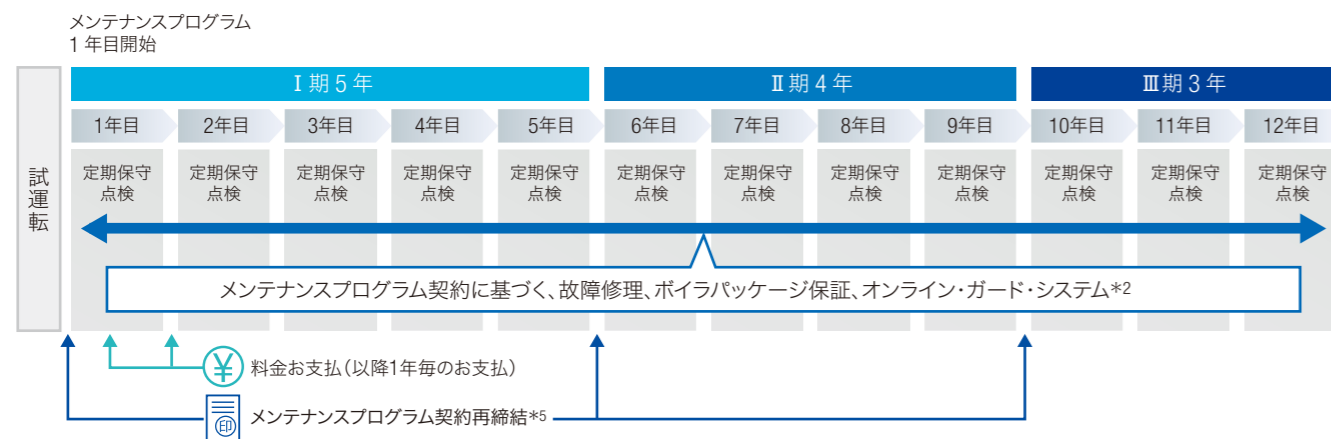 メンテナンスプログラム
1年目開始
Ⅰ期5年
Ⅱ期4年
Ⅲ期3年
1年目
2年目
3年目
4年目
5年目
6年目
7年目
8年目
9年目
10年目
11年目
12年目
試運転
定期保守
点検
定期保守
点検
定期保守
点検
定期保守
点検
定期保守
点検
定期保守
点検
定期保守
点検
定期保守
点検
定期保守
点検
定期保守
点検
定期保守
点検
定期保守
点検
メンテナンスプログラム契約に基づく、故障修理、ボイラパッケージ保証、オンライン・ガード・システム*2
¥ 料金お支払(以降1年毎のお支払)
印 メンテナンスプログラム契約再締結*5